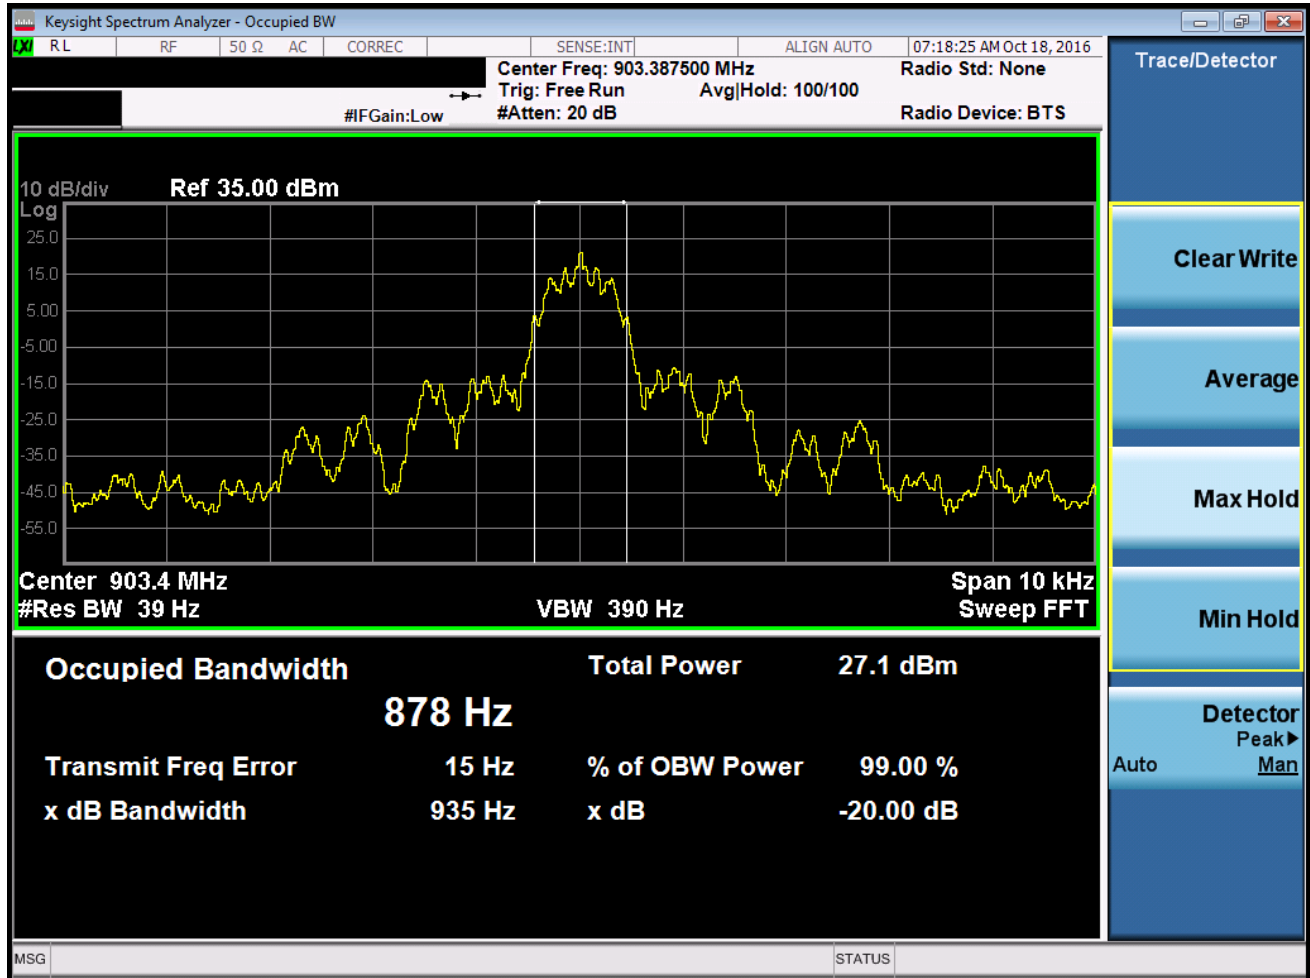 Keysight Spectrum Analyzer - Occupied BW
LXI RL RF 50 Ω AC CORREC SENSE:INT ALIGN AUTO 07:18:25 AM Oct 18, 2016
Center Freq: 903.387500 MHz Radio Std: None
Trig: Free Run Avg|Hold: 100/100
#IFGain:Low #Atten: 20 dB Radio Device: BTS
10 dB/div Ref 35.00 dBm
Log
25.0
15.0
5.00
-5.00
-15.0
-25.0
-35.0
-45.0
-55.0
Center 903.4 MHz Span 10 kHz
#Res BW 39 Hz VBW 390 Hz Sweep FFT
Occupied Bandwidth Total Power 27.1 dBm
878 Hz
Transmit Freq Error 15 Hz % of OBW Power 99.00 %
x dB Bandwidth 935 Hz x dB -20.00 dB
Trace/Detector
Clear Write
Average
Max Hold
Min Hold
Detector
Peak▶
Auto Man
MSG STATUS